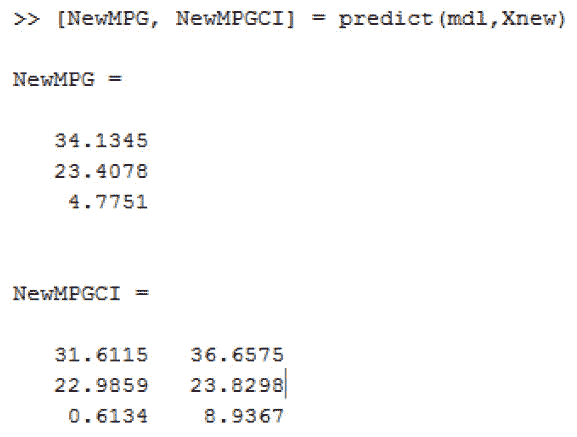 >> [NewMPG, NewMPGCI] = predict(mdl,Xnew)
NewMPG =
34.1345
23.4078
4.7751
NewMPGCI =
31.6115 36.6575
22.9859 23.8298
0.6134 8.9367